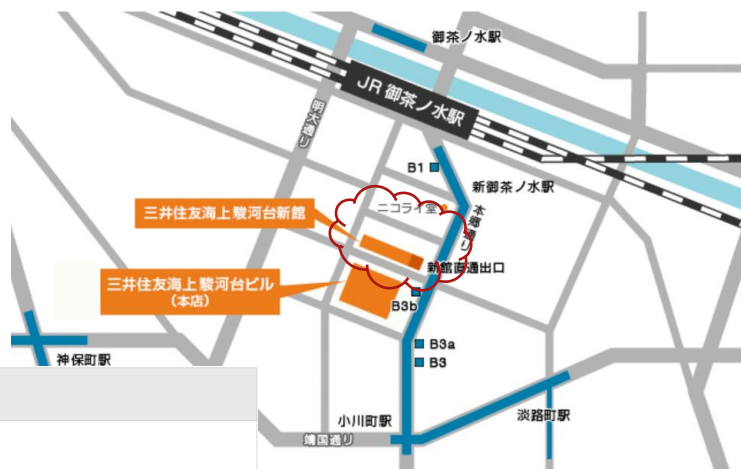 御茶ノ水駅
JR 御茶ノ水駅
明大通り
B1
新御茶ノ水駅
ニコライ堂
本郷通り
三井住友海上駿河台新館
新館直通出口
三井住友海上駿河台ビル
（本店）
B3b
B3a
B3
神保町駅
小川町駅
淡路町駅
靖国通り